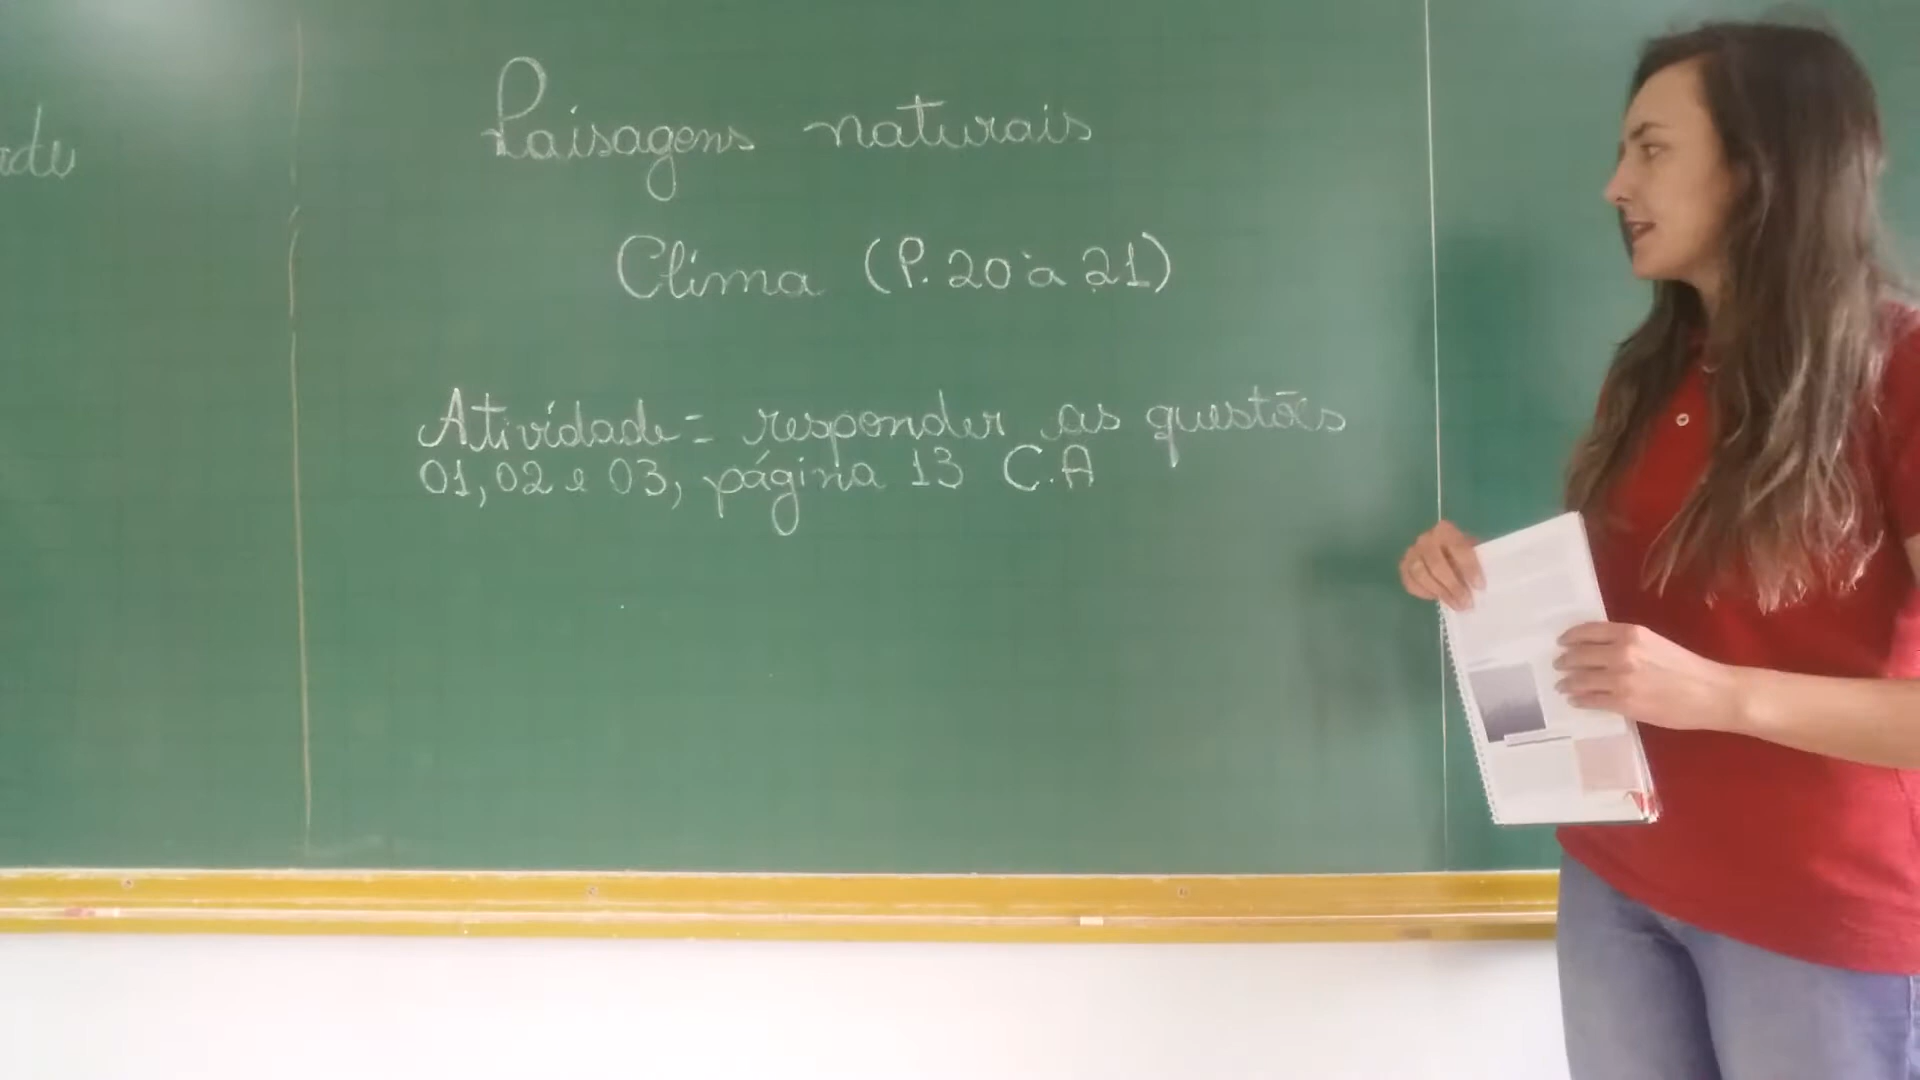 Paisagens naturais
Clima (P. 20 à 21)
Atividade = responder as questões
01, 02 e 03, página 13 C.A